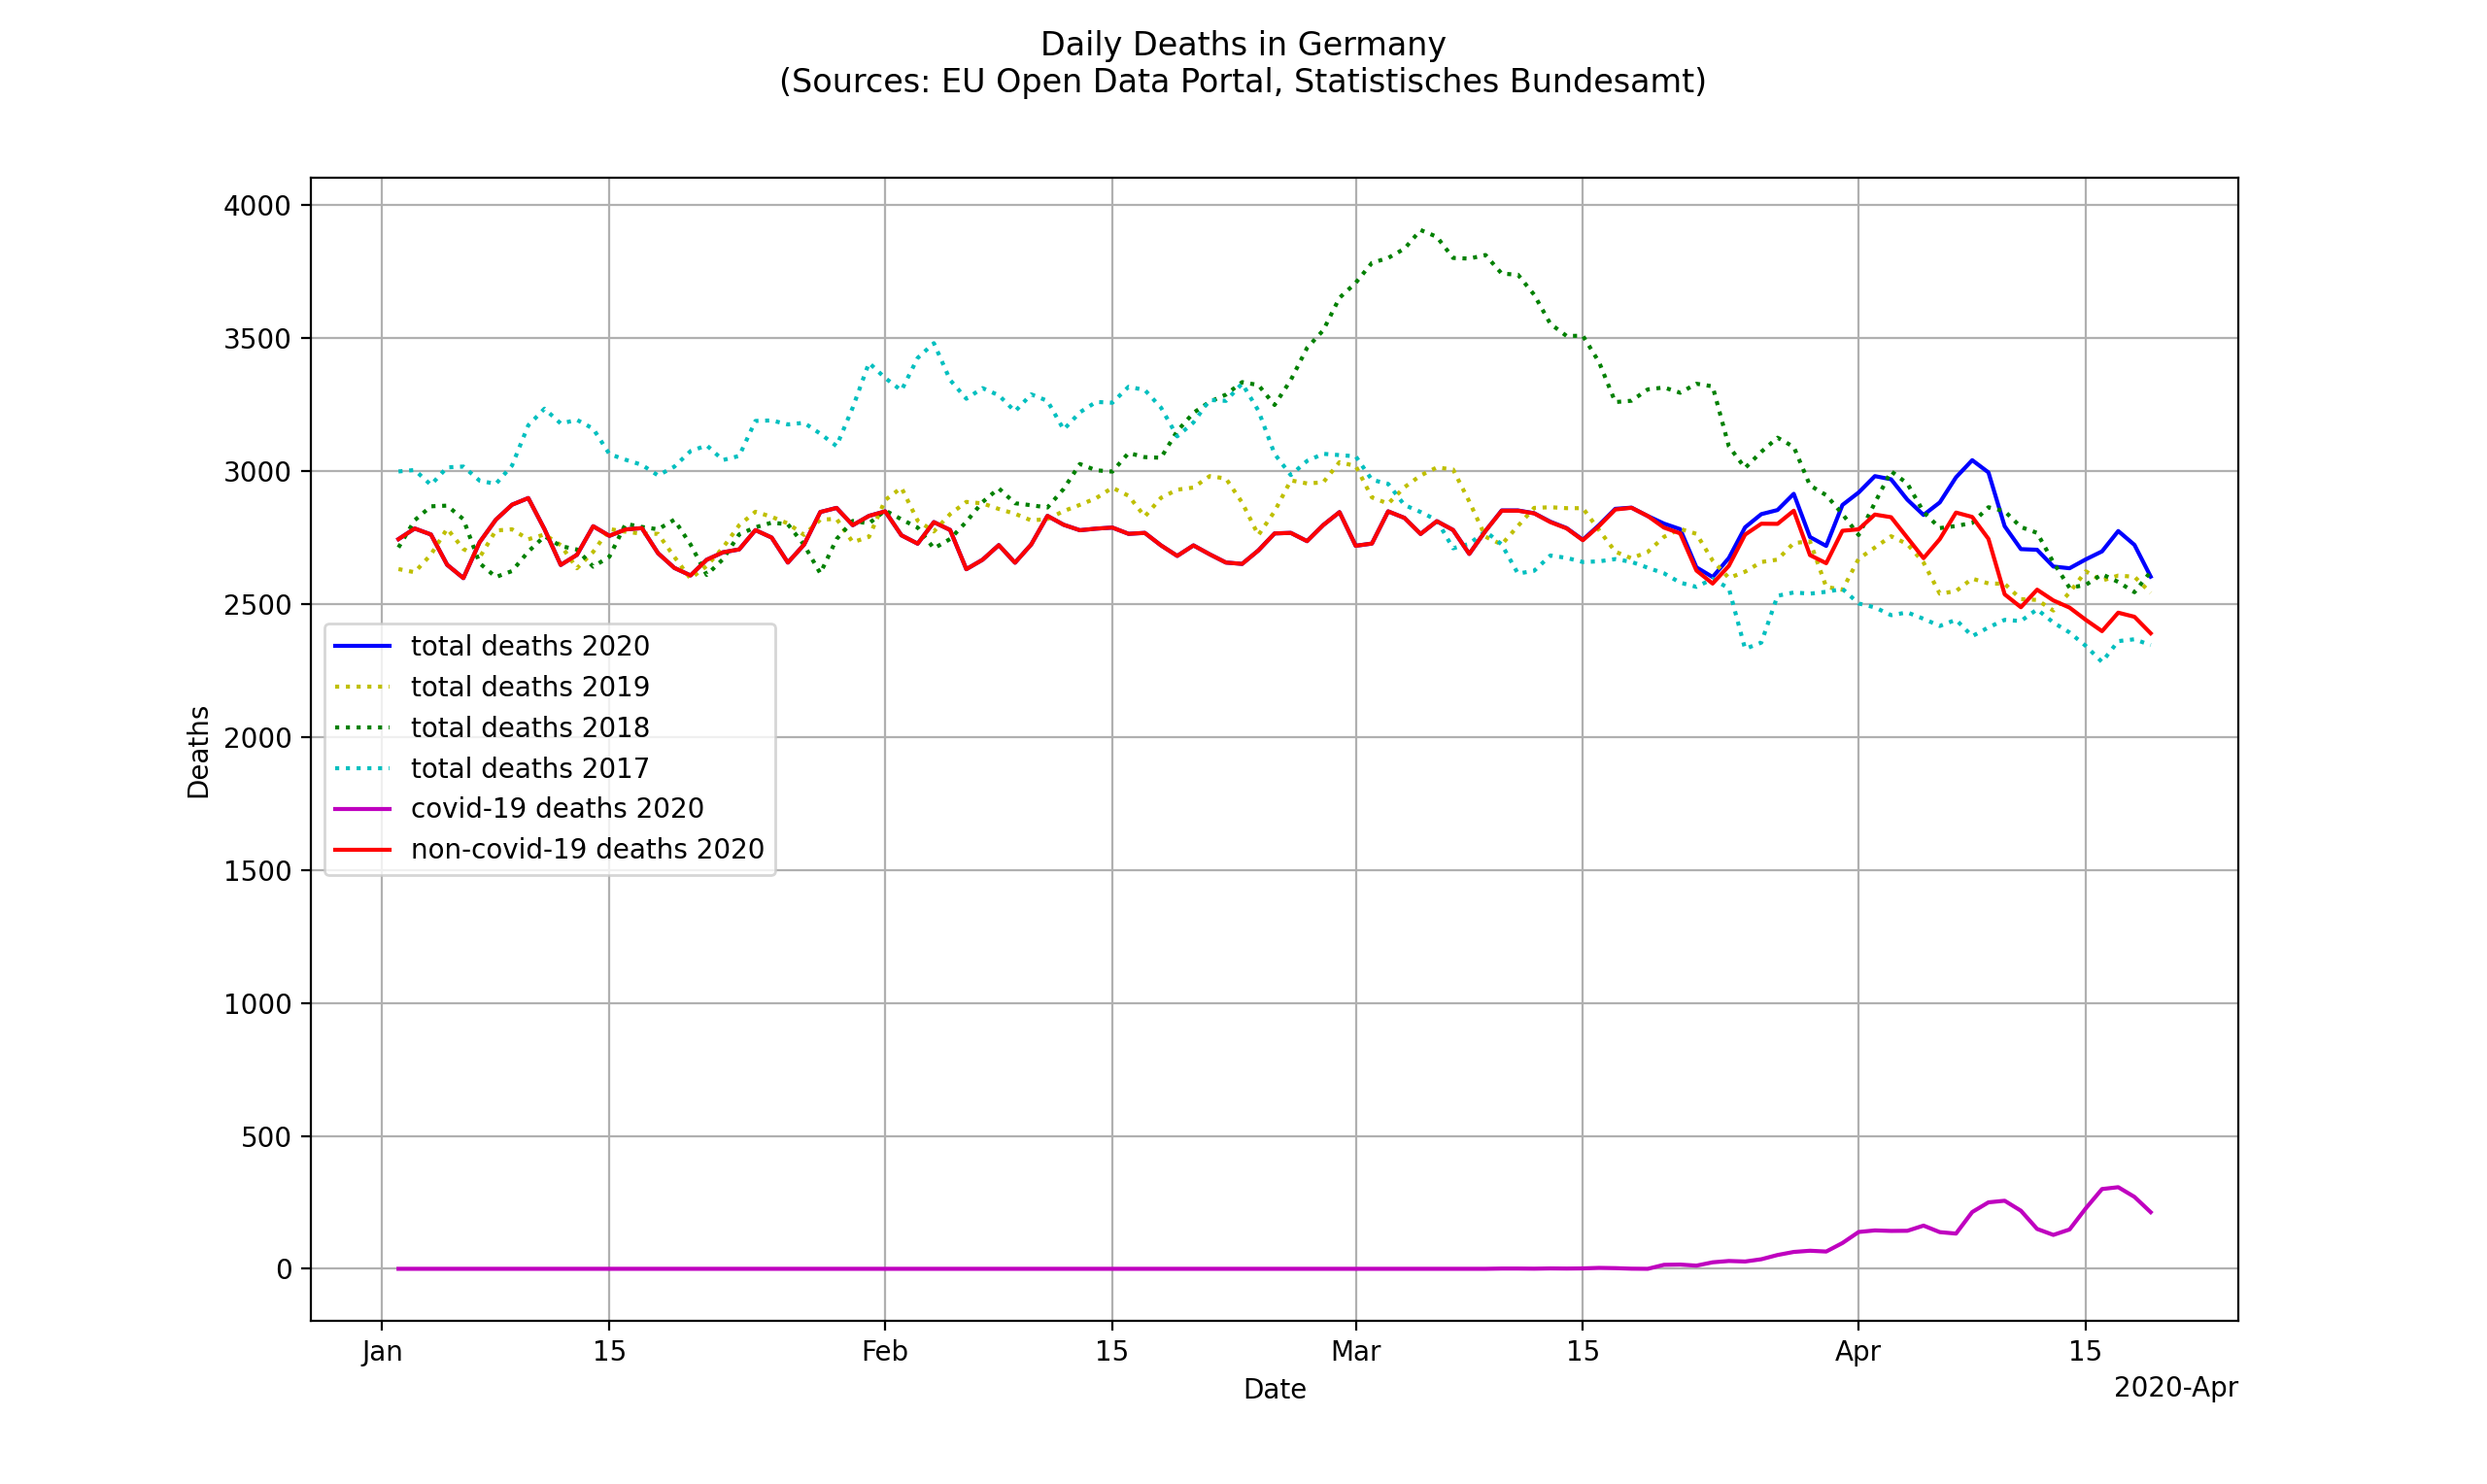 Daily Deaths in Germany
(Sources: EU Open Data Portal, Statistisches Bundesamt)
4000
3500
3000
2500
2000
1500
1000
500
0
Deaths
total deaths 2020
total deaths 2019
total deaths 2018
total deaths 2017
covid-19 deaths 2020
non-covid-19 deaths 2020
Jan 15 Feb 15 Mar 15 Apr 15
Date
2020-Apr